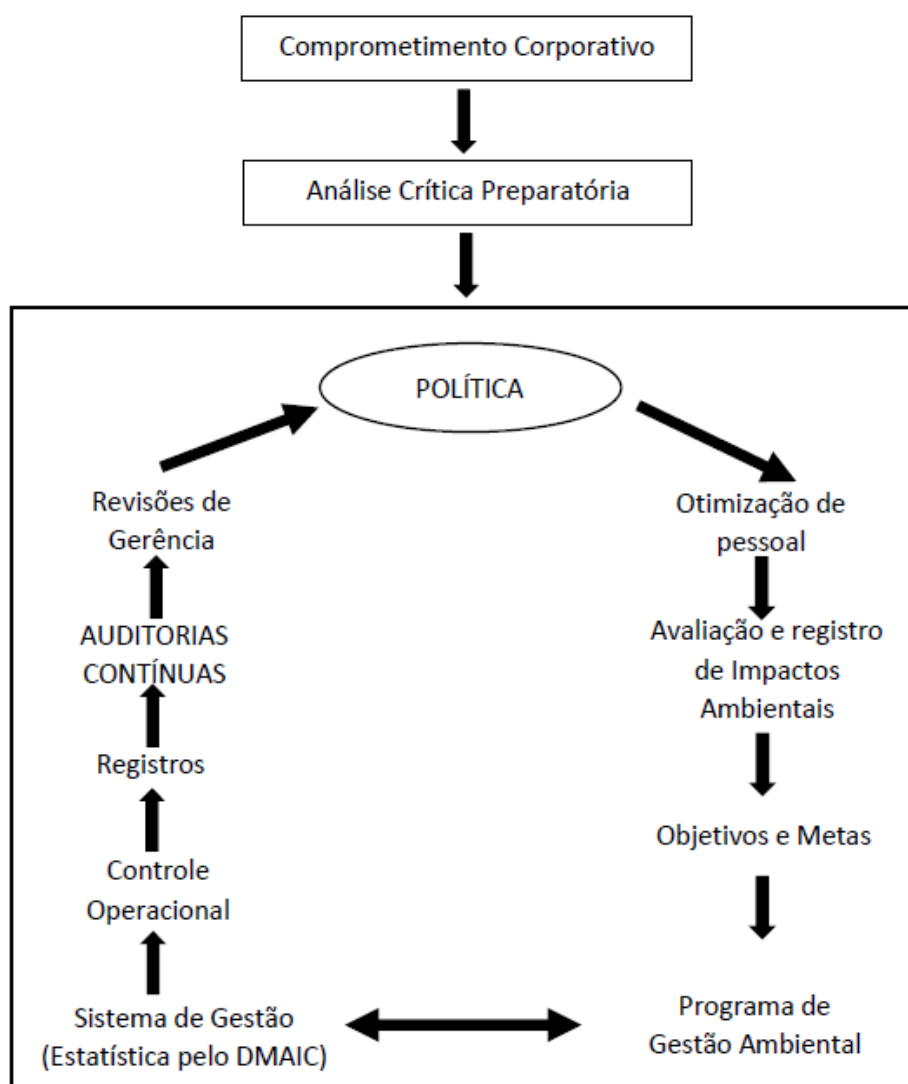 Comprometimento Corporativo
Análise Crítica Preparatória
POLÍTICA
Otimização de
pessoal
Avaliação e registro
de Impactos
Ambientais
Objetivos e Metas
Programa de
Gestão Ambiental
Sistema de Gestão
(Estatística pelo DMAIC)
Controle
Operacional
Registros
AUDITORIAS
CONTÍNUAS
Revisões de
Gerência